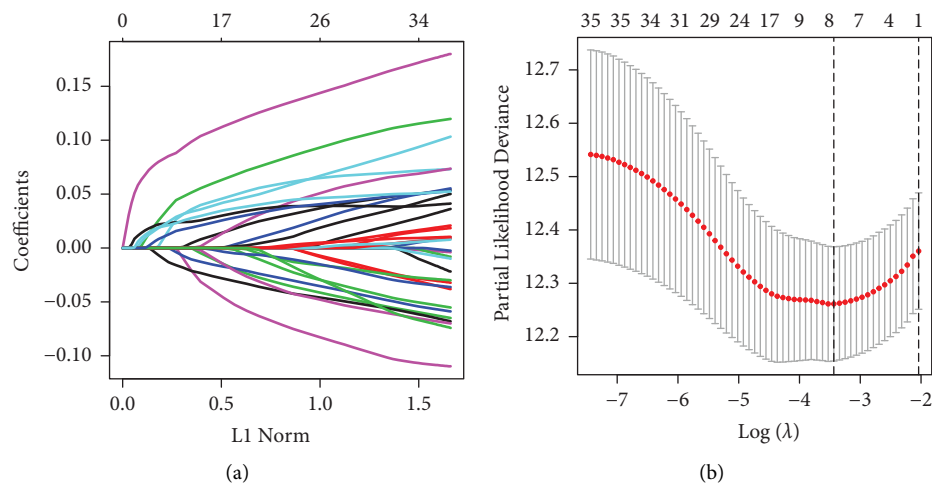 0 17 26 34
0.15
0.10
0.05
0.00
−0.05
−0.10
Coefficients
0.0 0.5 1.0 1.5
L1 Norm
(a)
35 35 34 31 29 24 17 9 8 7 4 1
12.7
12.6
12.5
12.4
12.3
12.2
Partial Likelihood Deviance
−7 −6 −5 −4 −3 −2
Log (λ)
(b)